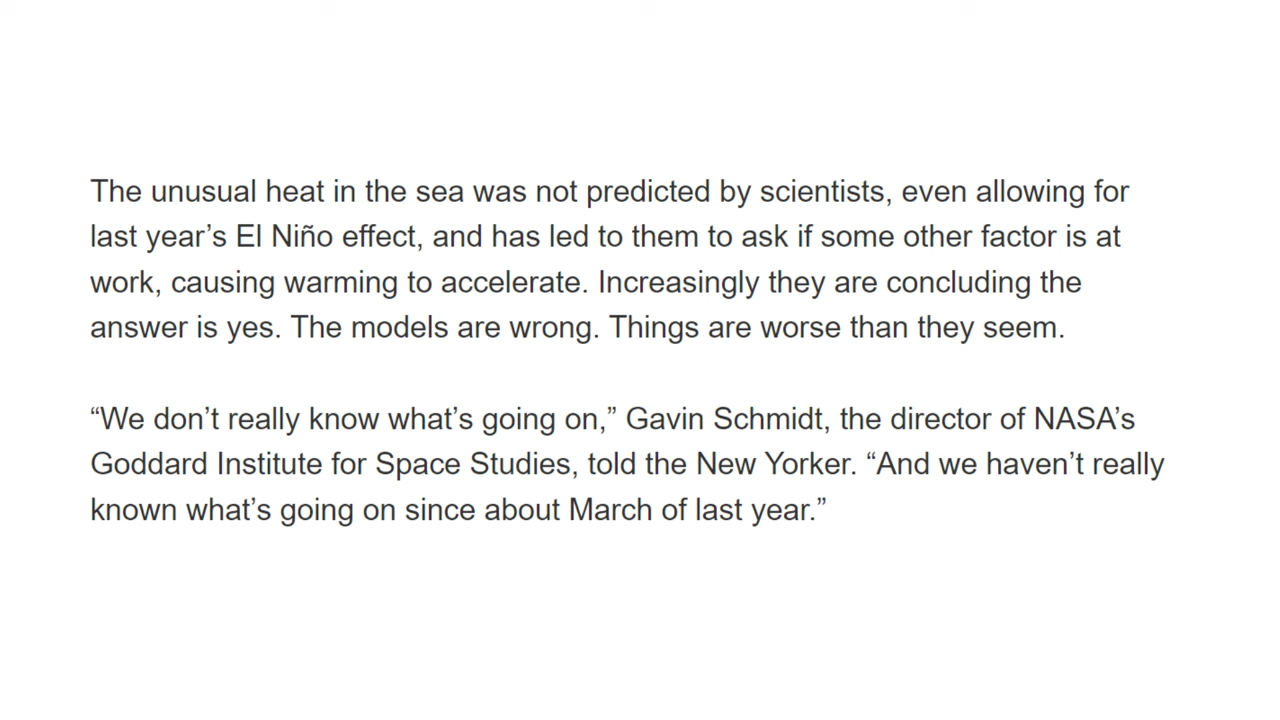 The unusual heat in the sea was not predicted by scientists, even allowing for
last year’s El Niño effect, and has led to them to ask if some other factor is at
work, causing warming to accelerate. Increasingly they are concluding the
answer is yes. The models are wrong. Things are worse than they seem.
“We don’t really know what’s going on,” Gavin Schmidt, the director of NASA’s
Goddard Institute for Space Studies, told the New Yorker. “And we haven’t really
known what’s going on since about March of last year.”